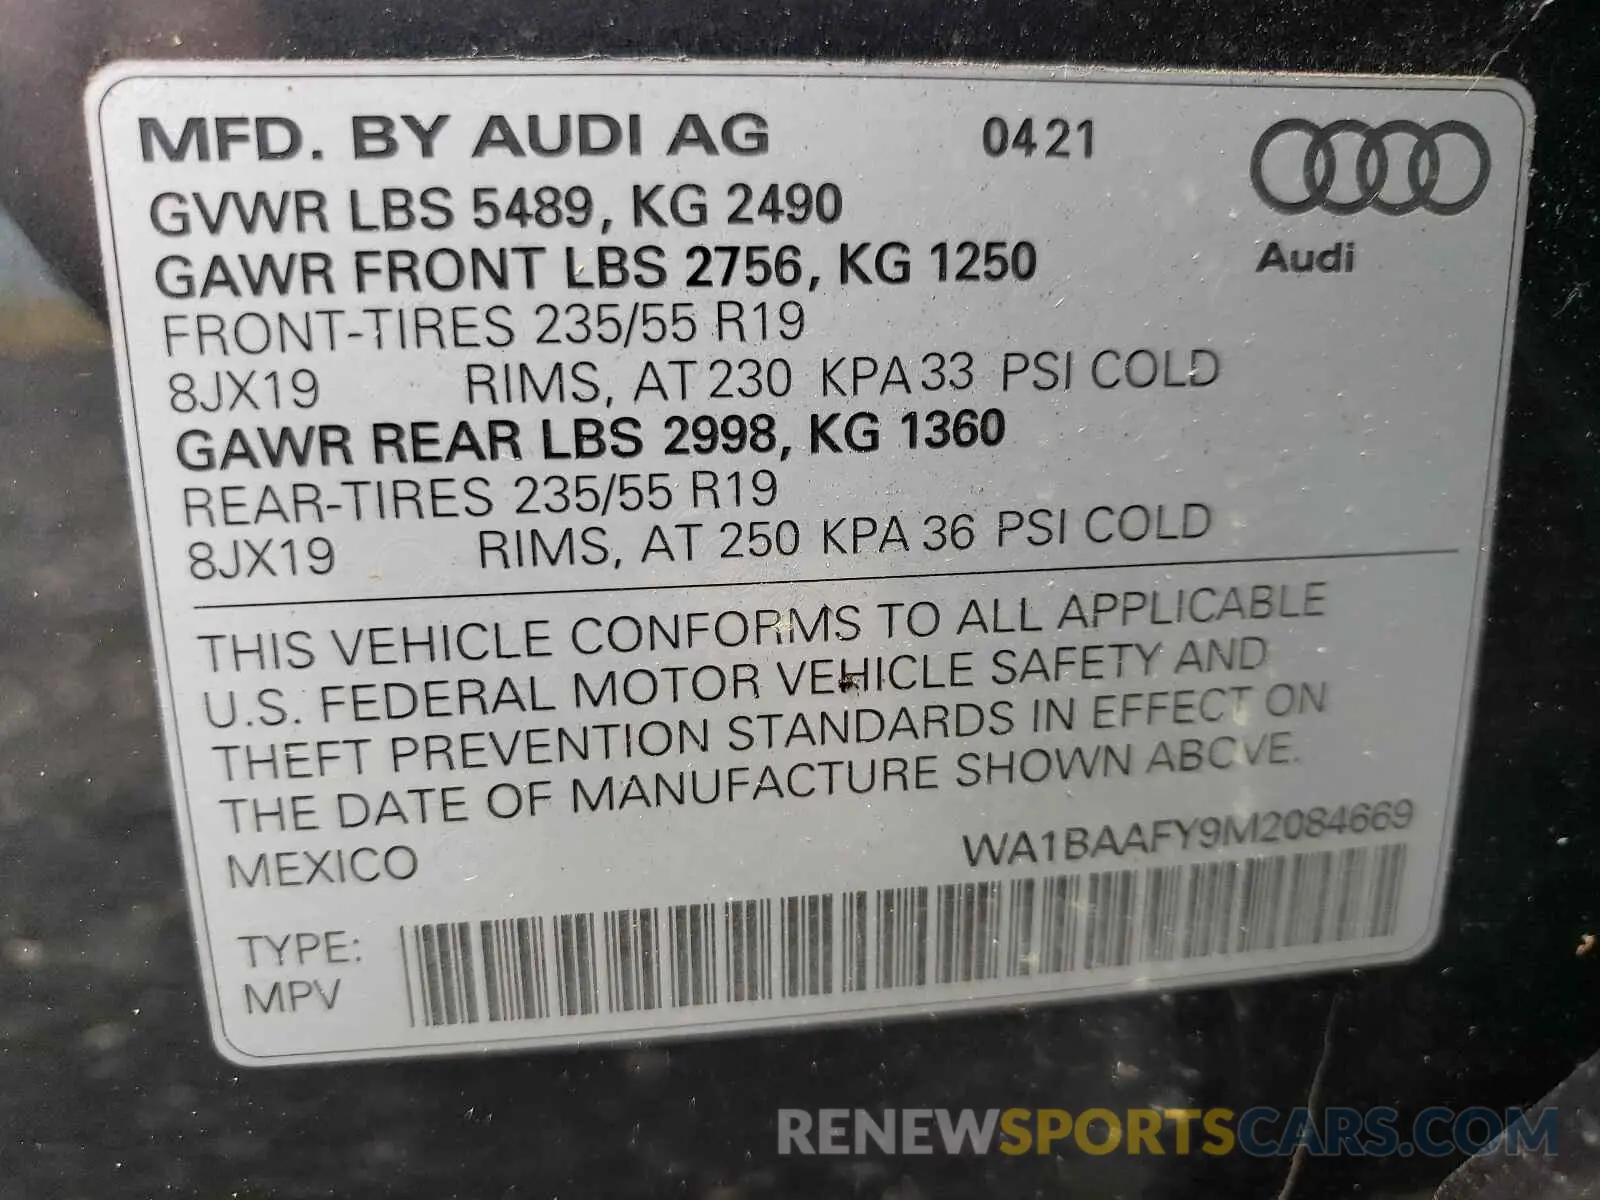 MFD. BY AUDI AG 0421
GVWR LBS 5489, KG 2490
GAWR FRONT LBS 2756, KG 1250
Audi
FRONT-TIRES 235/55 R19
8JX19 RIMS, AT 230 KPA 33 PSI COLD
GAWR REAR LBS 2998, KG 1360
REAR-TIRES 235/55 R19
8JX19 RIMS, AT 250 KPA 36 PSI COLD
THIS VEHICLE CONFORMS TO ALL APPLICABLE
U.S. FEDERAL MOTOR VEHICLE SAFETY AND
THEFT PREVENTION STANDARDS IN EFFECT ON
THE DATE OF MANUFACTURE SHOWN ABOVE.
MEXICO WA1BAAFY9M2084669
TYPE:
MPV
RENEWSPORTSCARS.COM